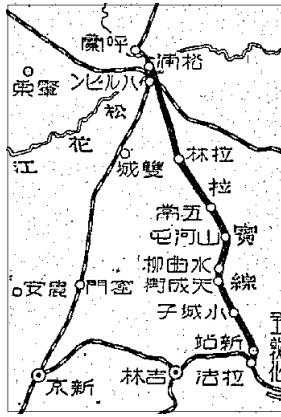 呼蘭
松浦
ハルビン
肇東
松花江
雙城
拉林
拉賓線
五常
山河屯
水曲柳
小城子
農安
窰門
新站
拉法
吉林
新京